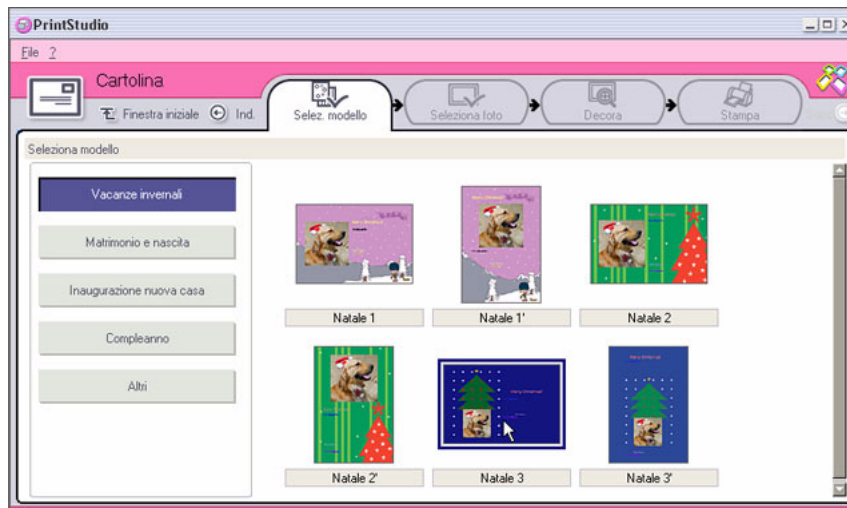 PrintStudio
File ?
Cartolina
Finestra iniziale Ind.
Selez. modello
Seleziona foto
Decora
Stampa
Seleziona modello
Vacanze invernali
Matrimonio e nascita
Inaugurazione nuova casa
Compleanno
Altri
Natale 1
Natale 1'
Natale 2
Natale 2'
Natale 3
Natale 3'